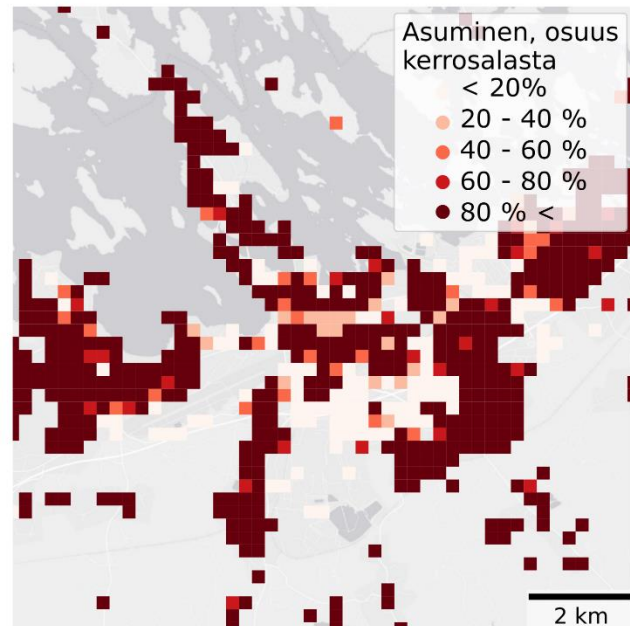 Asuminen, osuus
kerrosalasta
< 20%
20 - 40 %
40 - 60 %
60 - 80 %
80 % <
2 km